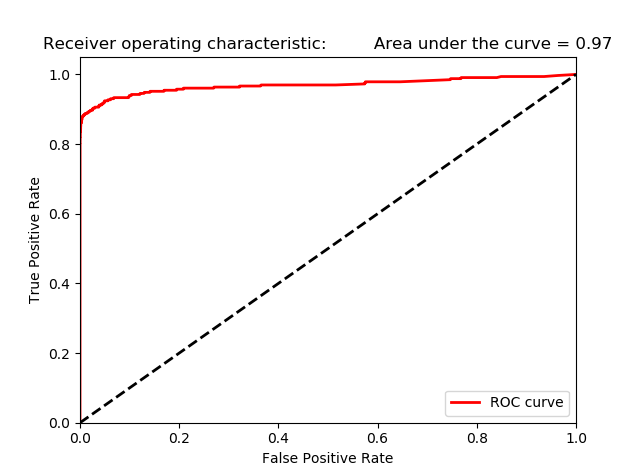 Receiver operating characteristic: Area under the curve = 0.97
1.0
0.8
0.6
0.4
0.2
0.0
True Positive Rate
ROC curve
0.0 0.2 0.4 0.6 0.8 1.0
False Positive Rate